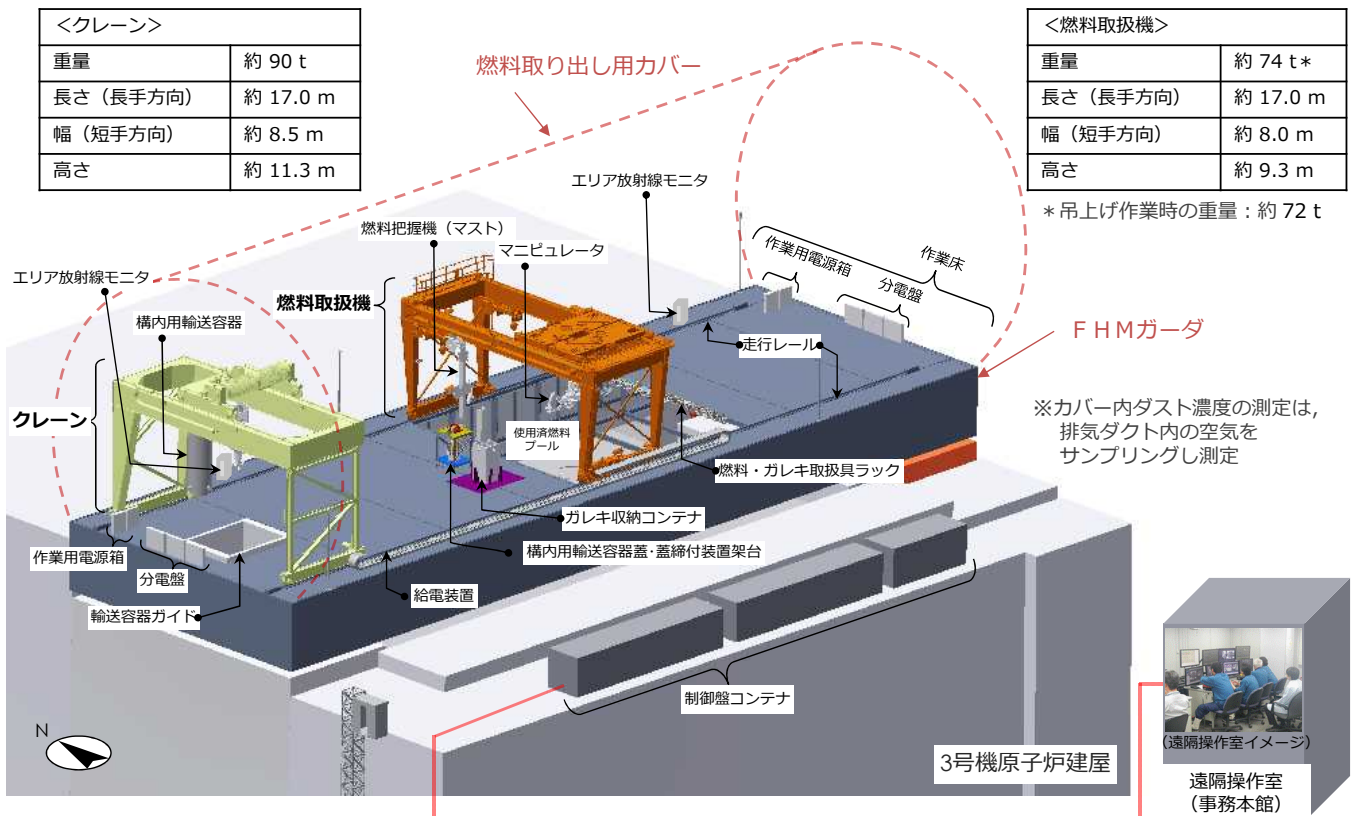 <クレーン>
重量 約 90 t
長さ（長手方向） 約 17.0 m
幅（短手方向） 約 8.5 m
高さ 約 11.3 m
燃料取り出し用カバー
<燃料取扱機>
重量 約 74 t*
長さ（長手方向） 約 17.0 m
幅（短手方向） 約 8.0 m
高さ 約 9.3 m
*吊上げ作業時の重量：約 72 t
エリア放射線モニタ
燃料把握機（マスト）
マニピュレータ
作業用電源箱
分電盤
作業床
エリア放射線モニタ
構内用輸送容器
燃料取扱機
クレーン
走行レール
ＦＨＭガーダ
※カバー内ダスト濃度の測定は，
排気ダクト内の空気を
サンプリングし測定
使用済燃料
プール
燃料・ガレキ取扱具ラック
ガレキ収納コンテナ
構内用輸送容器蓋･蓋締付装置架台
作業用電源箱
分電盤
給電装置
輸送容器ガイド
制御盤コンテナ
N
3号機原子炉建屋
（遠隔操作室イメージ）
遠隔操作室
（事務本館）